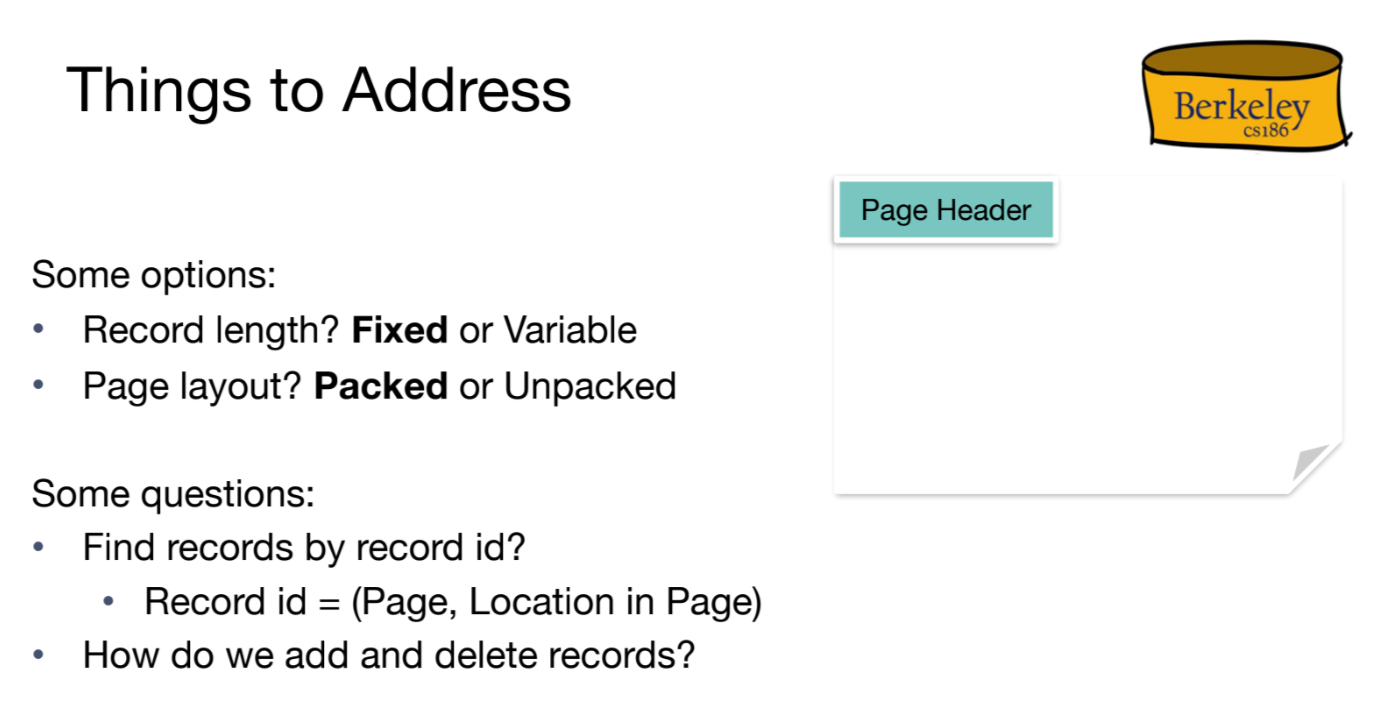 Things to Address
Berkeley
cs186
Page Header
Some options:
• Record length? Fixed or Variable
• Page layout? Packed or Unpacked
Some questions:
• Find records by record id?
• Record id = (Page, Location in Page)
• How do we add and delete records?